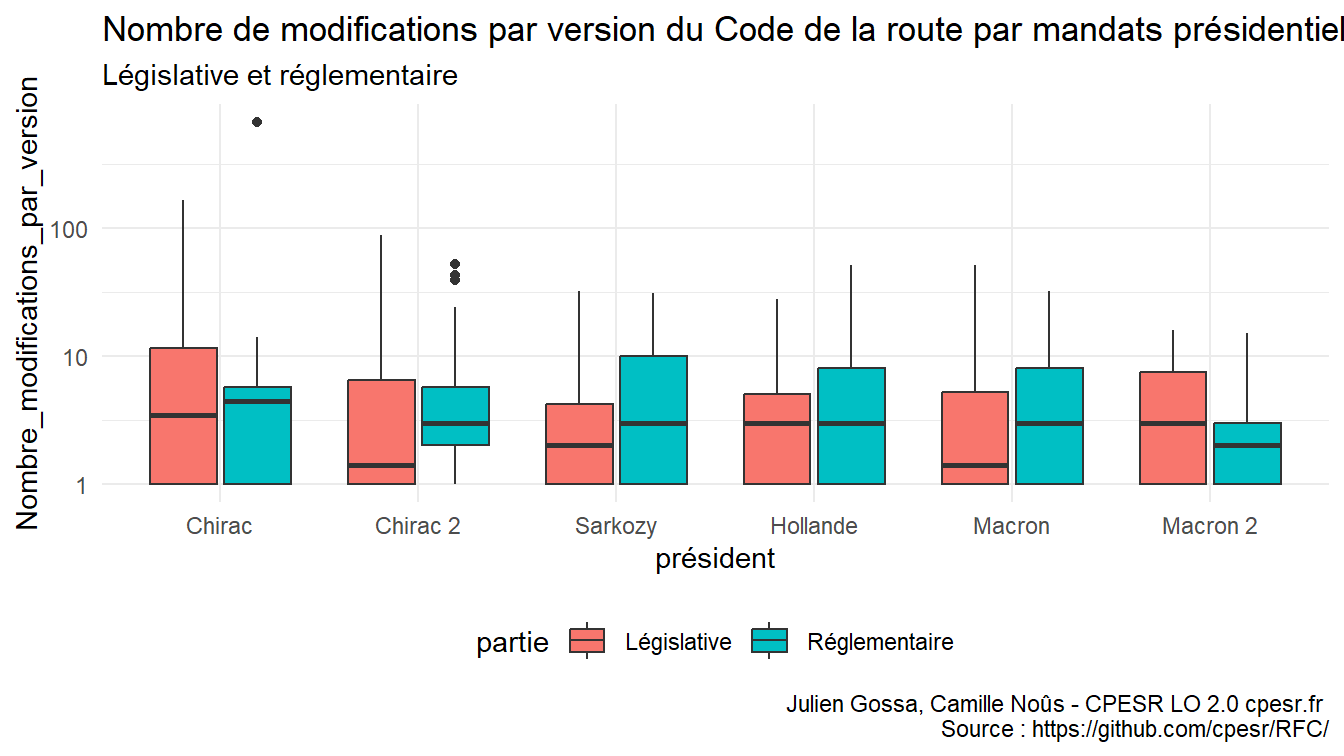 Nombre de modifications par version du Code de la route par mandats présidentiel
Législative et réglementaire
Nombre_modifications_par_version
100
10
1
Chirac
Chirac 2
Sarkozy
Hollande
Macron
Macron 2
président
partie
Législative
Réglementaire
Julien Gossa, Camille Noûs - CPESR LO 2.0 cpesr.fr
Source : https://github.com/cpesr/RFC/